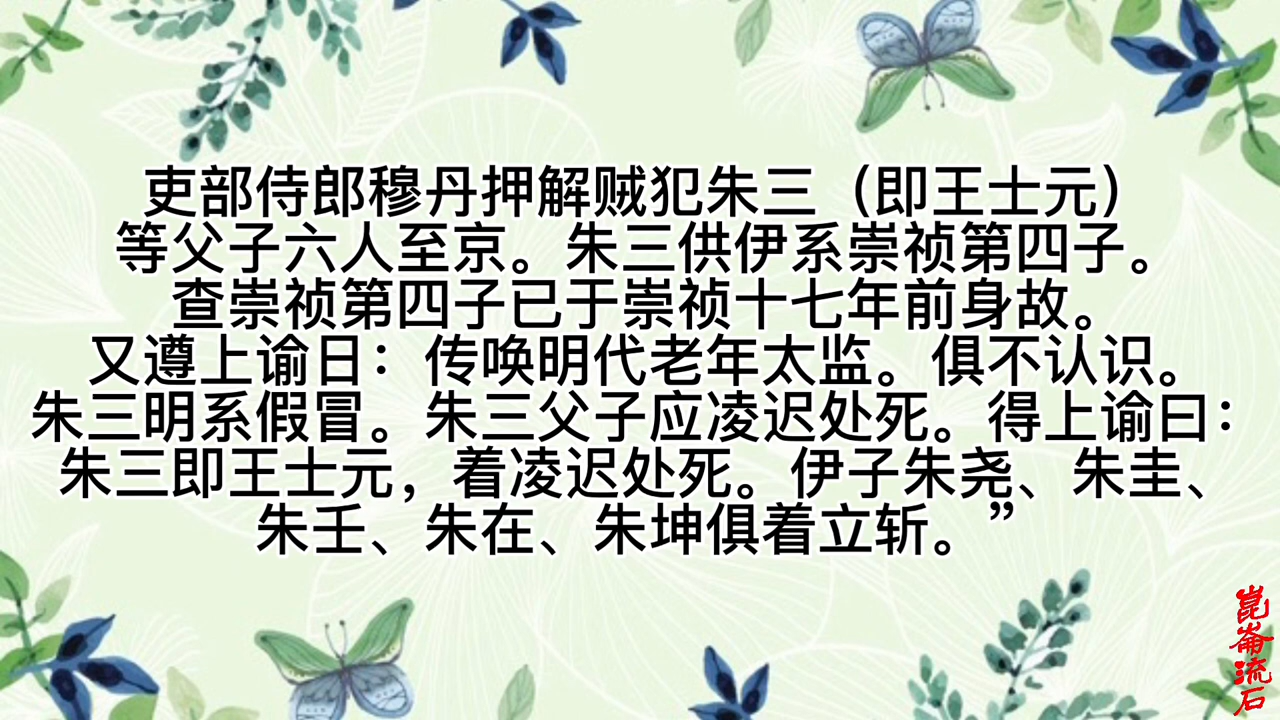 吏部侍郎穆丹押解贼犯朱三（即王士元）
等父子六人至京。朱三供伊系崇祯第四子。
查崇祯第四子已于崇祯十七年前身故。
又遵上谕日：传唤明代老年太监。俱不认识。
朱三明系假冒。朱三父子应凌迟处死。得上谕曰：
朱三即王士元，着凌迟处死。伊子朱尧、朱圭、
朱壬、朱在、朱坤俱着立斩。”
崑崙流石